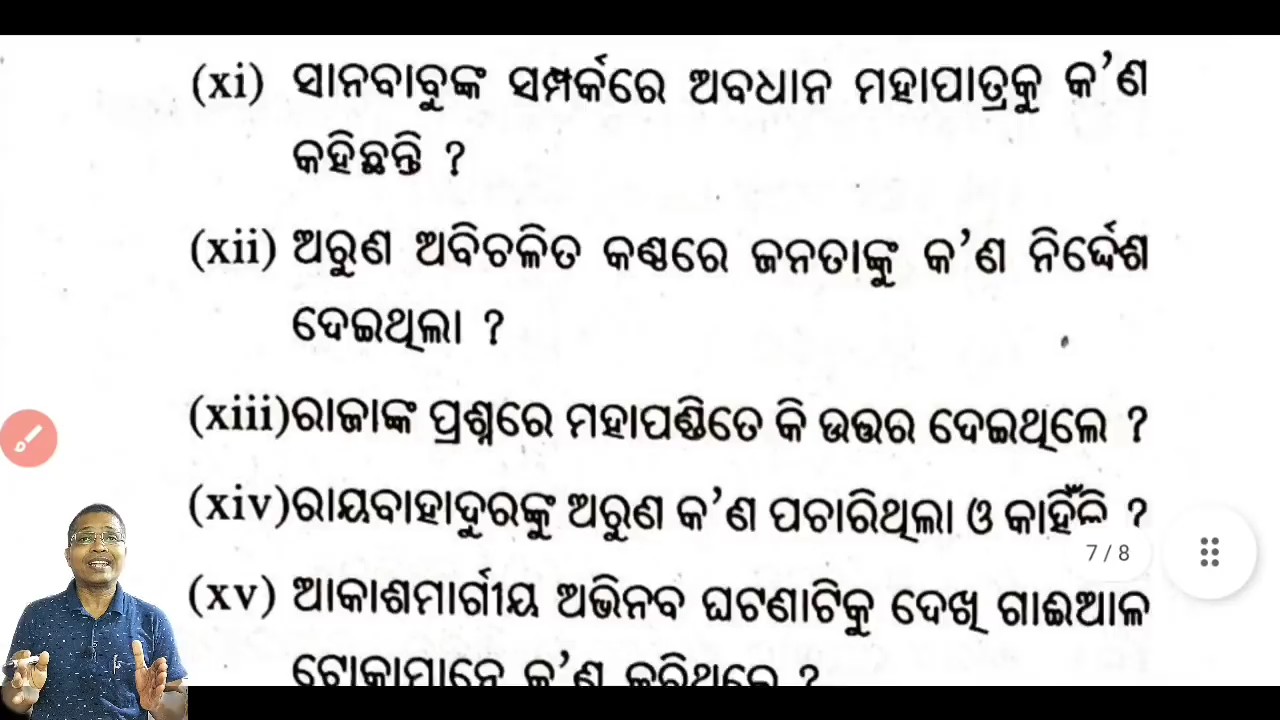 (xi) ସାନବାବୁଙ୍କ ସମ୍ପର୍କରେ ଅବଧାନ ମହାପାତ୍ରକୁ କ’ଣ
କହିଛନ୍ତି ?
(xii) ଅରୁଣ ଅବିଚଳିତ କଣ୍ଠରେ ଜନତାଙ୍କୁ କ’ଣ ନିର୍ଦ୍ଦେଶ
ଦେଇଥିଲା ?
(xiii) ରାଜାଙ୍କ ପ୍ରଶ୍ନରେ ମହାପଣ୍ଡିତେ କି ଉତ୍ତର ଦେଇଥିଲେ ?
(xiv) ରାୟବାହାଦୁରଙ୍କୁ ଅରୁଣ କ’ଣ ପଚାରିଥିଲା ଓ କାହିଁକି ?
7 / 8
(xv) ଆକାଶମାର୍ଗୀୟ ଅଭିନବ ଘଟଣାଟିକୁ ଦେଖି ଗାଈଆଳ
ଟୋକାମାନେ କ’ଣ କରିଥିଲେ ?